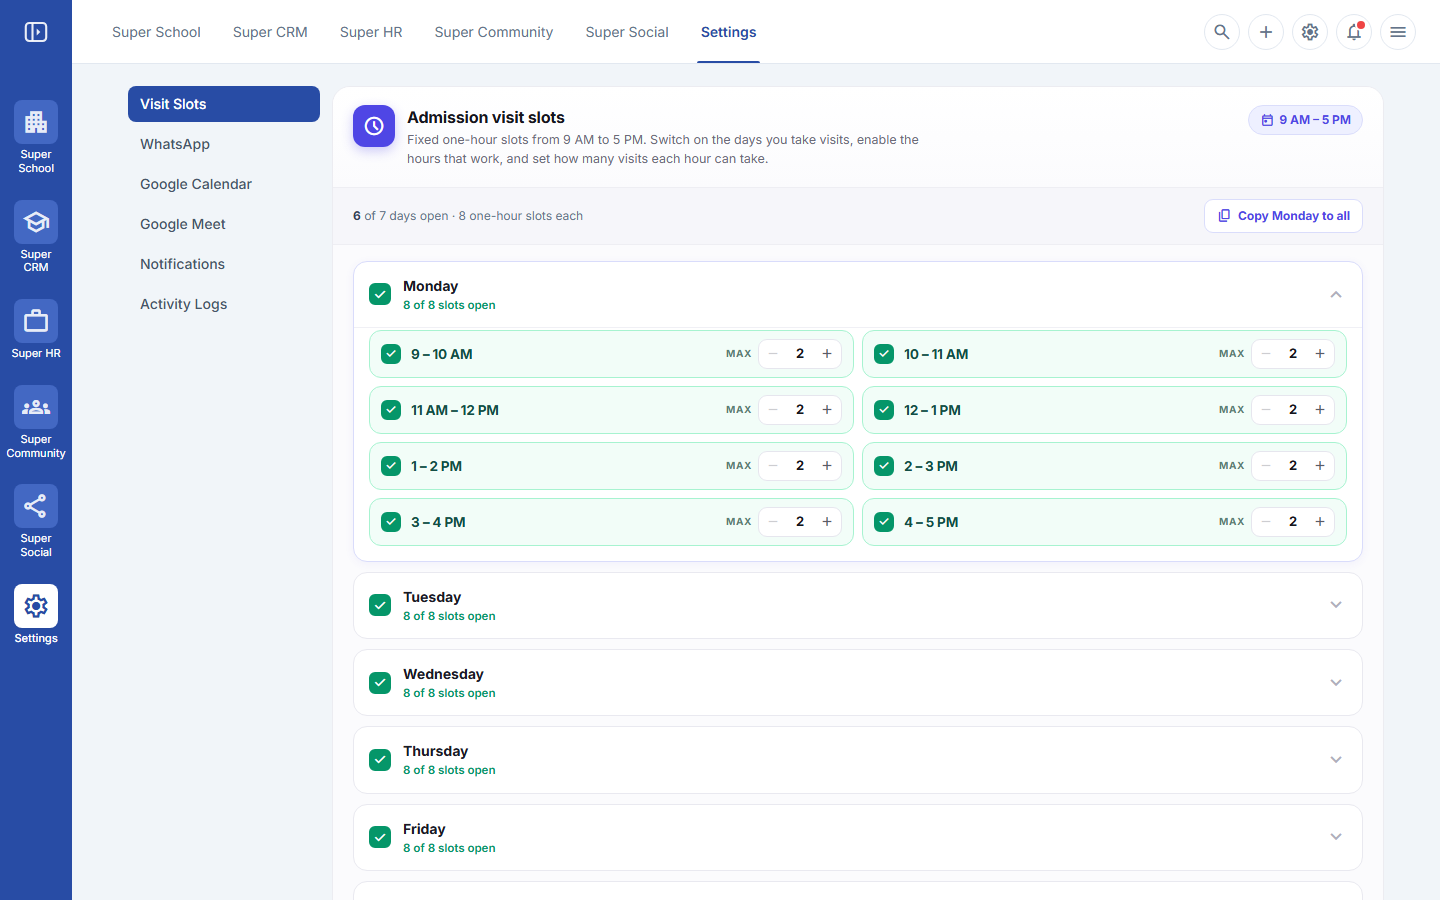 Super School
Super CRM
Super HR
Super Community
Super Social
Settings
Super
School
Super
CRM
Super HR
Super
Community
Super
Social
Settings
Visit Slots
WhatsApp
Google Calendar
Google Meet
Notifications
Activity Logs
Admission visit slots
Fixed one-hour slots from 9 AM to 5 PM. Switch on the days you take visits, enable the
hours that work, and set how many visits each hour can take.
9 AM – 5 PM
6 of 7 days open · 8 one-hour slots each
Copy Monday to all
Monday
8 of 8 slots open
9 – 10 AM MAX − 2 +
10 – 11 AM MAX − 2 +
11 AM – 12 PM MAX − 2 +
12 – 1 PM MAX − 2 +
1 – 2 PM MAX − 2 +
2 – 3 PM MAX − 2 +
3 – 4 PM MAX − 2 +
4 – 5 PM MAX − 2 +
Tuesday
8 of 8 slots open
Wednesday
8 of 8 slots open
Thursday
8 of 8 slots open
Friday
8 of 8 slots open